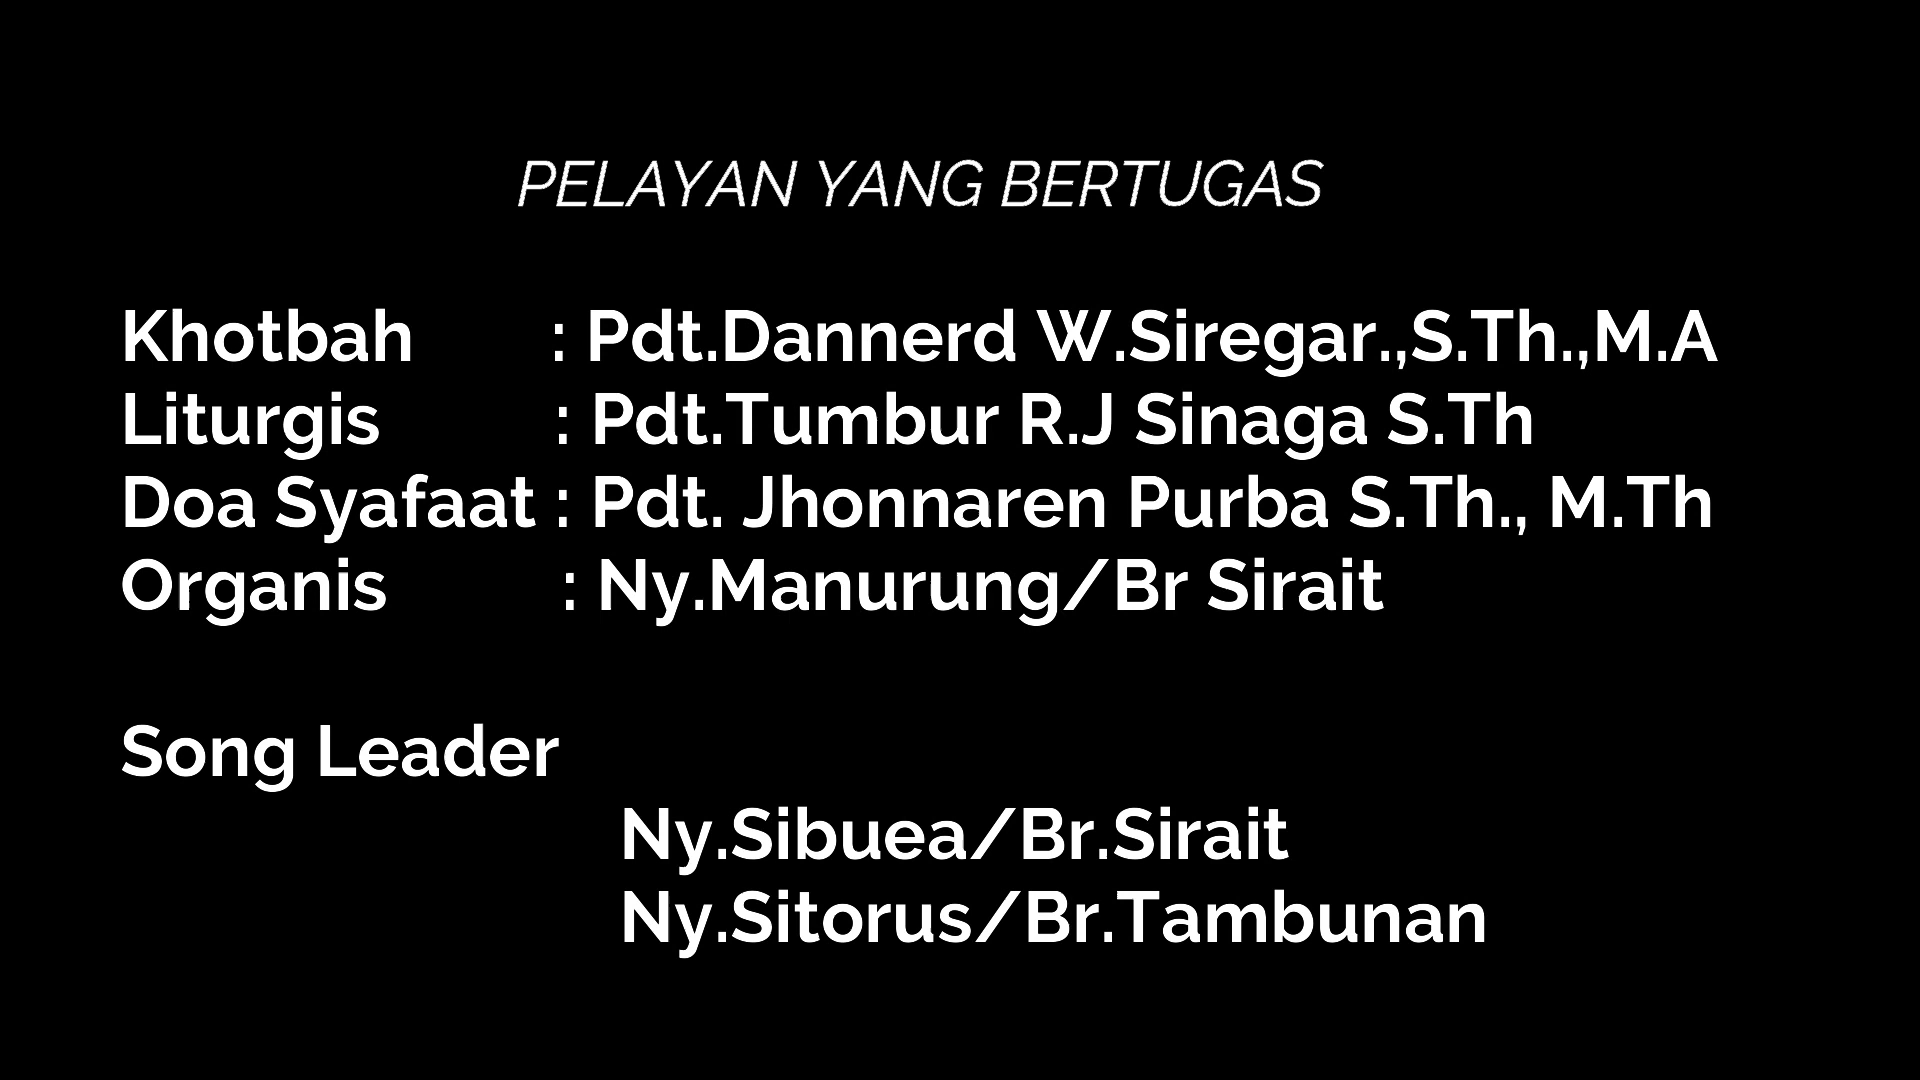 PELAYAN YANG BERTUGAS
Khotbah : Pdt.Dannerd W.Siregar.,S.Th.,M.A
Liturgis : Pdt.Tumbur R.J Sinaga S.Th
Doa Syafaat : Pdt. Jhonnaren Purba S.Th., M.Th
Organis : Ny.Manurung/Br Sirait
Song Leader
Ny.Sibuea/Br.Sirait
Ny.Sitorus/Br.Tambunan